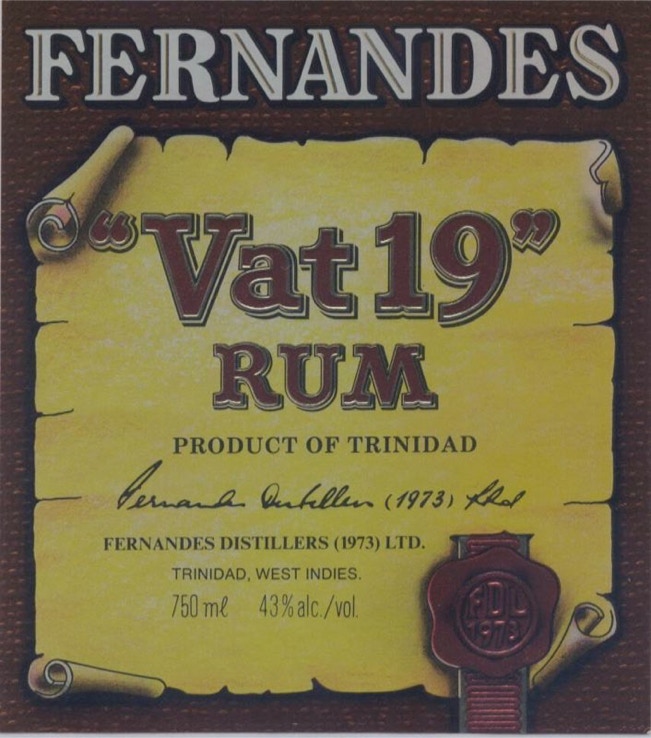 FERNANDES
“Vat 19”
RUM
PRODUCT OF TRINIDAD
Fernandes Distillers (1973) Ltd
FERNANDES DISTILLERS (1973) LTD.
TRINIDAD, WEST INDIES.
750 mℓ 43% alc./vol.
FDL
1973